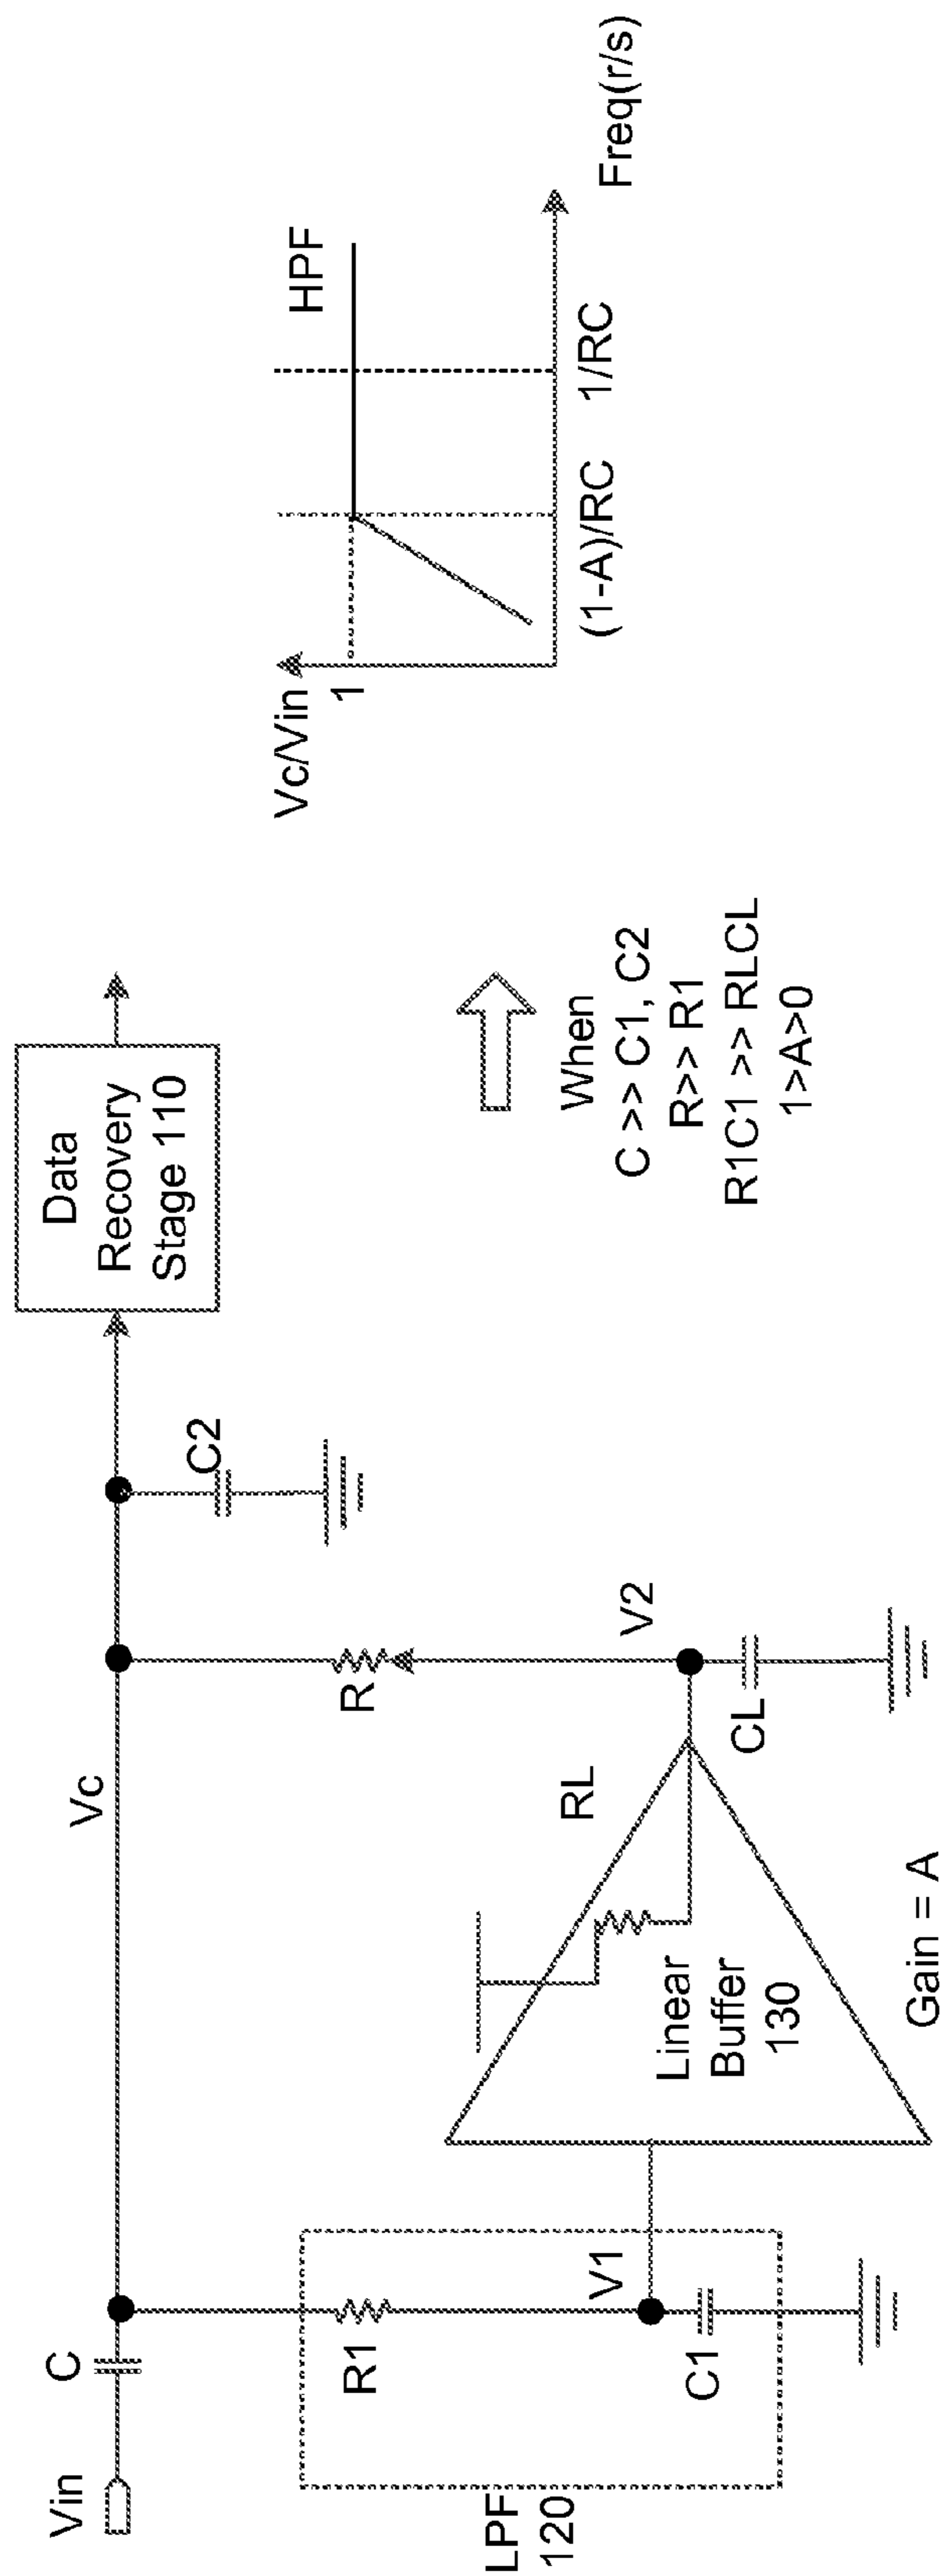 Vin
C
Vc
C2
Data
Recovery
Stage 110
R1
V1
C1
LPF
120
Linear
Buffer
130
RL
Gain = A
R
V2
CL
When
C >> C1, C2
R>> R1
R1C1 >> RLCL
1>A>0
Vc/Vin
1
HPF
(1-A)/RC
1/RC
Freq(r/s)